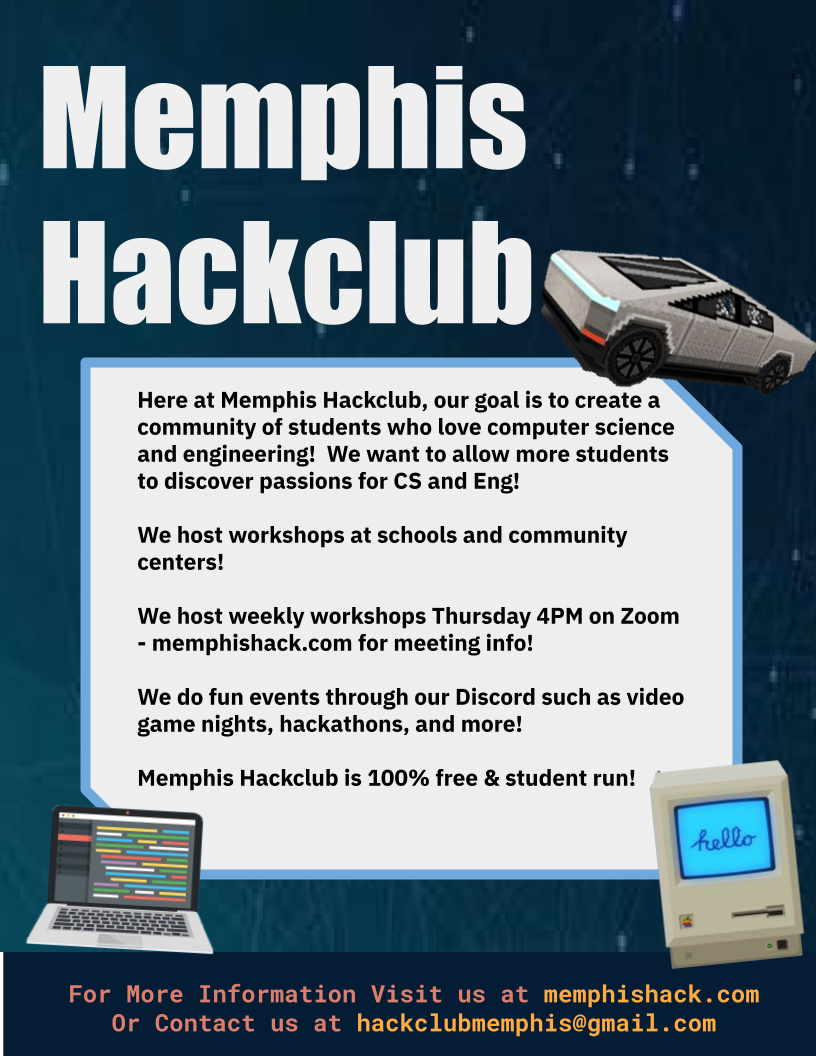 Memphis
Hackclub
Here at Memphis Hackclub, our goal is to create a
community of students who love computer science
and engineering!  We want to allow more students
to discover passions for CS and Eng!
We host workshops at schools and community
centers!
We host weekly workshops Thursday 4PM on Zoom
- memphishack.com for meeting info!
We do fun events through our Discord such as video
game nights, hackathons, and more!
Memphis Hackclub is 100% free & student run!
hello
For More Information Visit us at memphishack.com
Or Contact us at hackclubmemphis@gmail.com